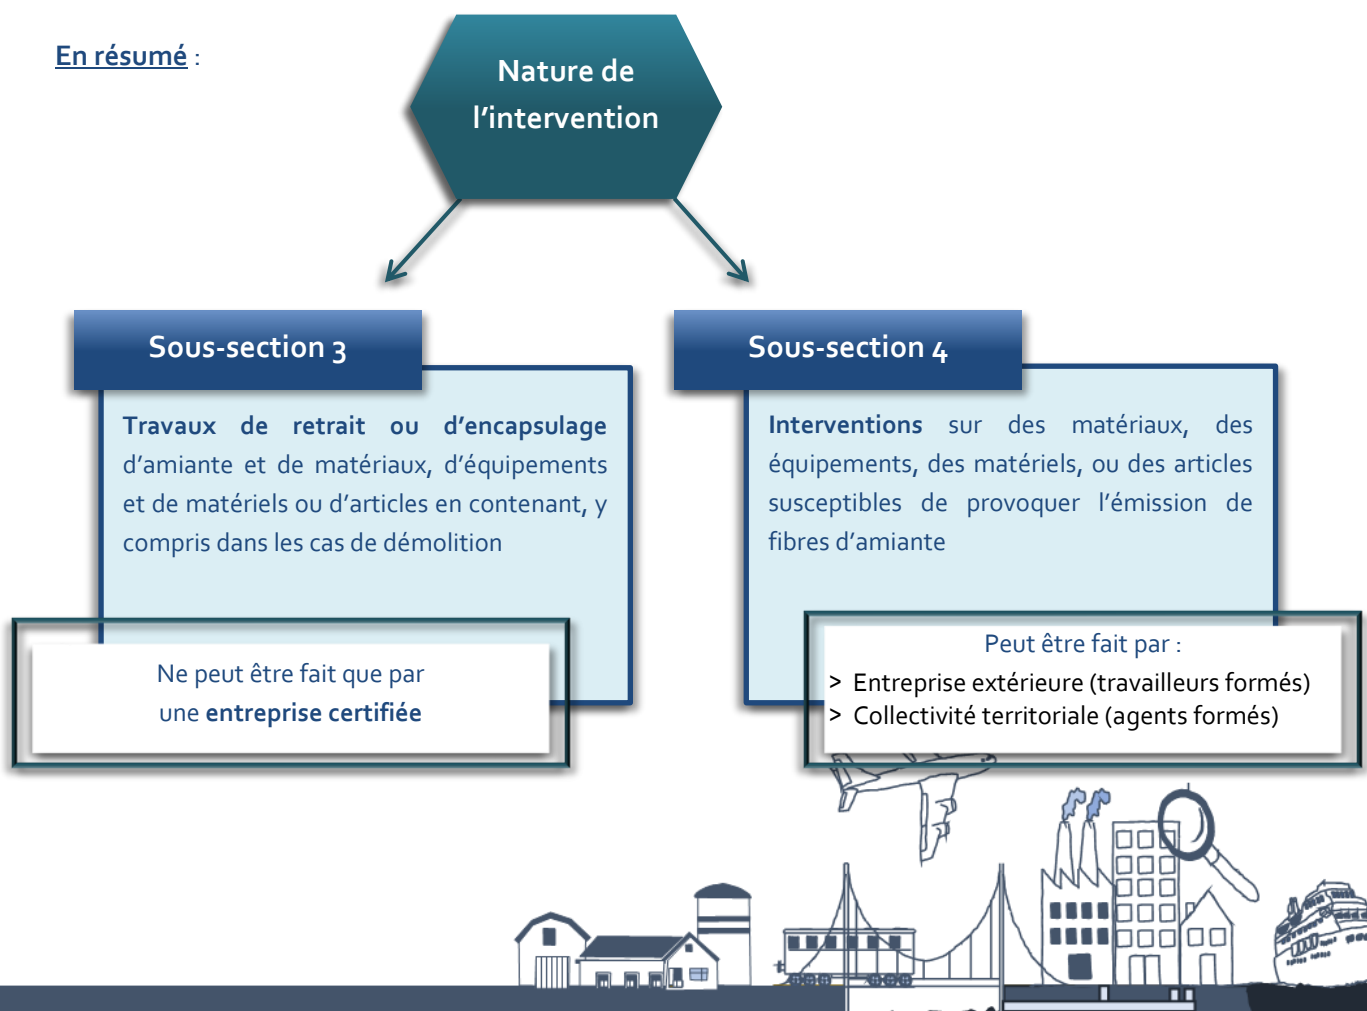 En résumé :
Nature de
l’intervention
Sous-section 3
Travaux de retrait ou d’encapsulage
d’amiante et de matériaux, d’équipements
et de matériels ou d’articles en contenant, y
compris dans les cas de démolition
Ne peut être fait que par
une entreprise certifiée
Sous-section 4
Interventions sur des matériaux, des
équipements, des matériels, ou des articles
susceptibles de provoquer l’émission de
fibres d’amiante
Peut être fait par :
> Entreprise extérieure (travailleurs formés)
> Collectivité territoriale (agents formés)